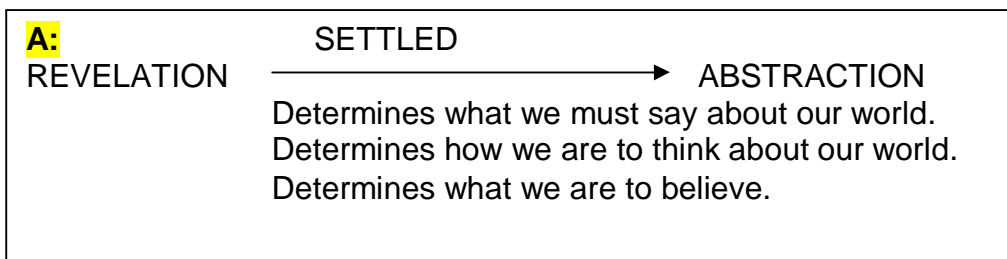 A: SETTLED
REVELATION ABSTRACTION
Determines what we must say about our world.
Determines how we are to think about our world.
Determines what we are to believe.